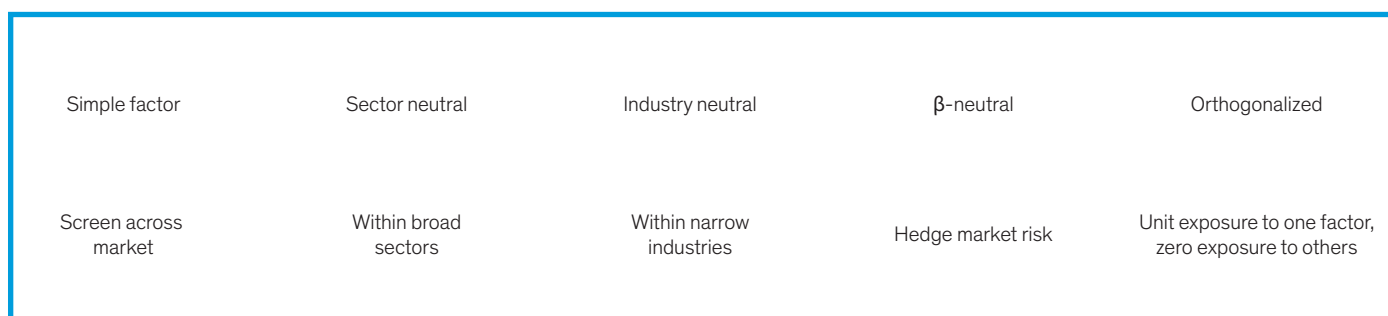 Simple factor
Sector neutral
Industry neutral
β-neutral
Orthogonalized
Screen across
market
Within broad
sectors
Within narrow
industries
Hedge market risk
Unit exposure to one factor,
zero exposure to others